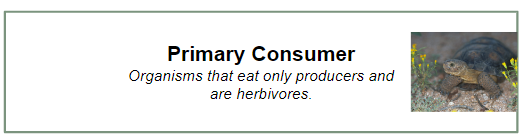 Primary Consumer
Organisms that eat only producers and
are herbivores.